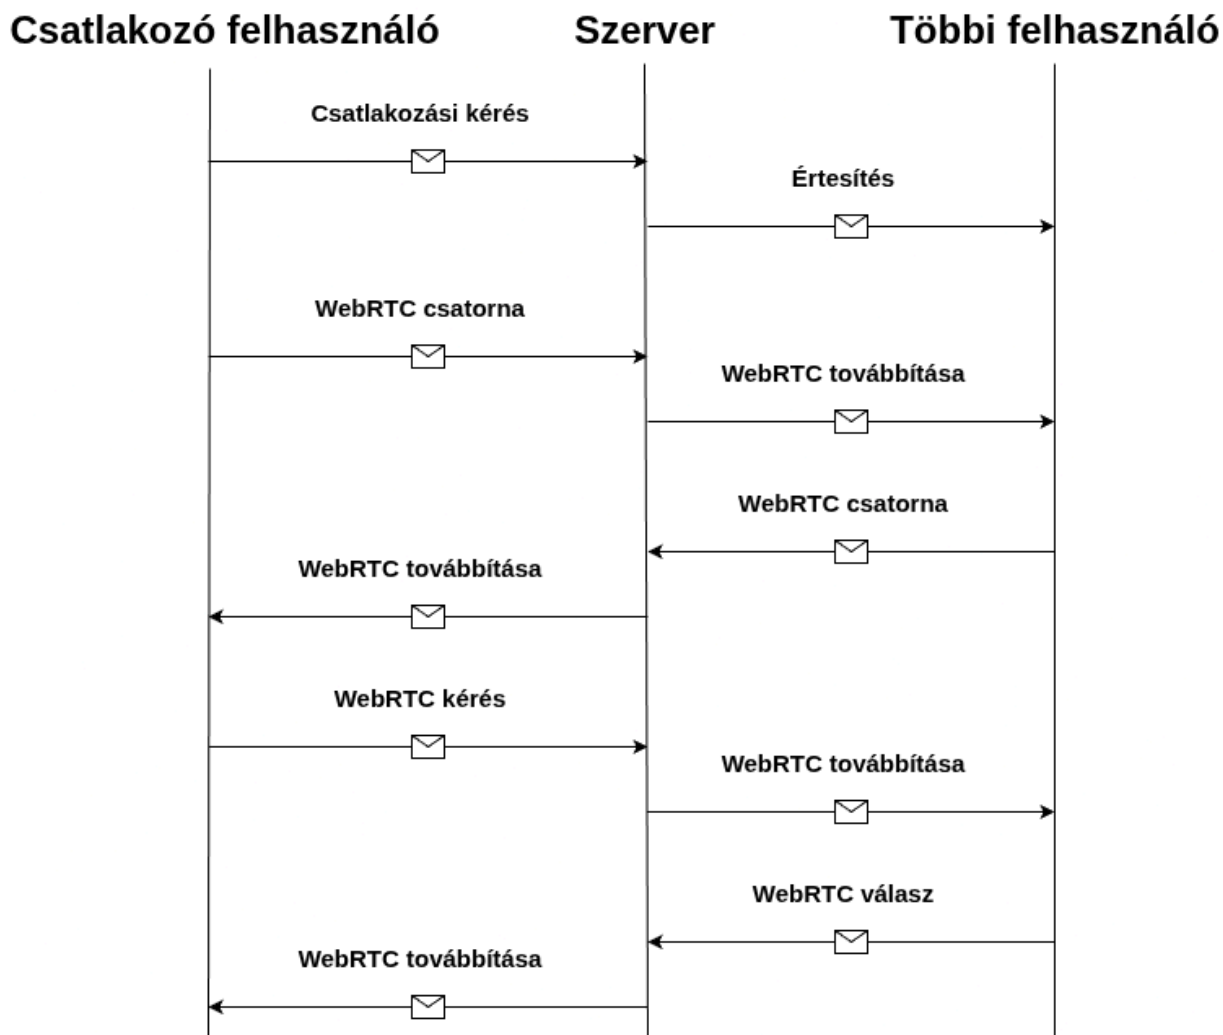 Csatlakozó felhasználó
Szerver
Többi felhasználó
Csatlakozási kérés
Értesítés
WebRTC csatorna
WebRTC továbbítása
WebRTC csatorna
WebRTC továbbítása
WebRTC kérés
WebRTC továbbítása
WebRTC válasz
WebRTC továbbítása